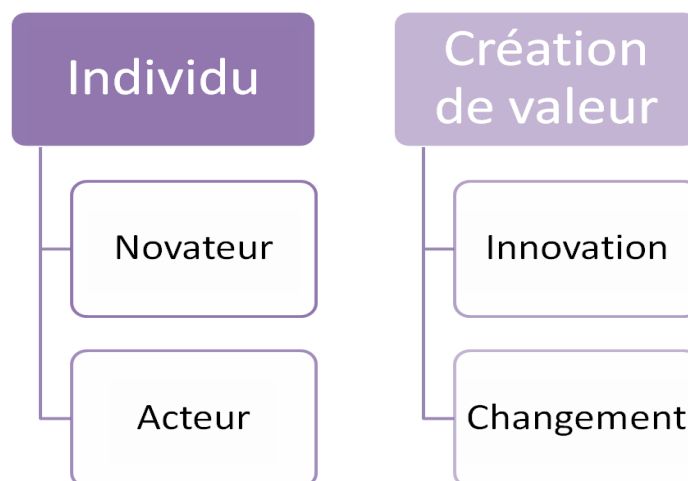 Individu
Novateur
Acteur
Création
de valeur
Innovation
Changement